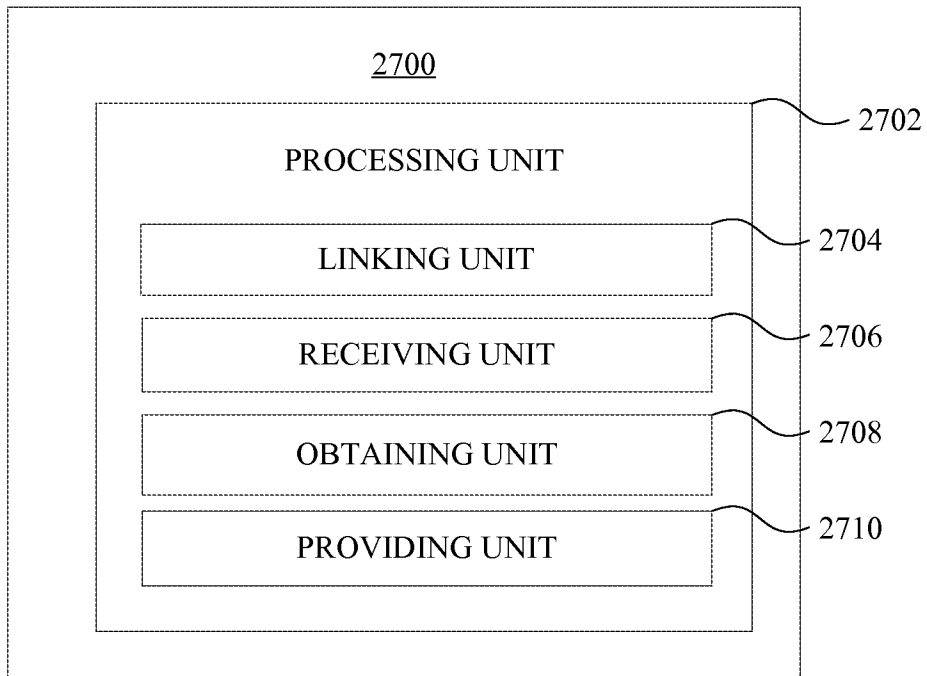 2700
2702
PROCESSING UNIT
2704
LINKING UNIT
2706
RECEIVING UNIT
2708
OBTAINING UNIT
2710
PROVIDING UNIT